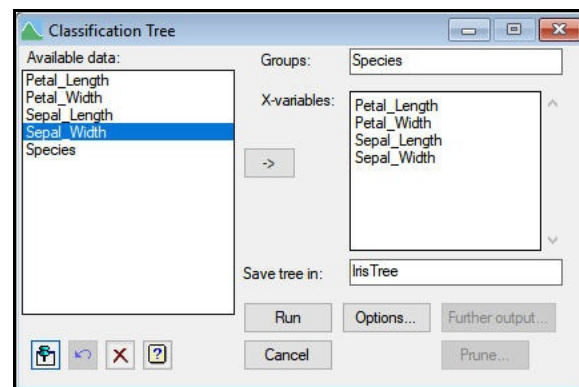 Classification Tree
Available data:
Petal_Length
Petal_Width
Sepal_Length
Sepal_Width
Species
Groups:
Species
X-variables:
Petal_Length
Petal_Width
Sepal_Length
Sepal_Width
->
Save tree in:
IrisTree
Run
Options...
Further output...
Cancel
Prune...